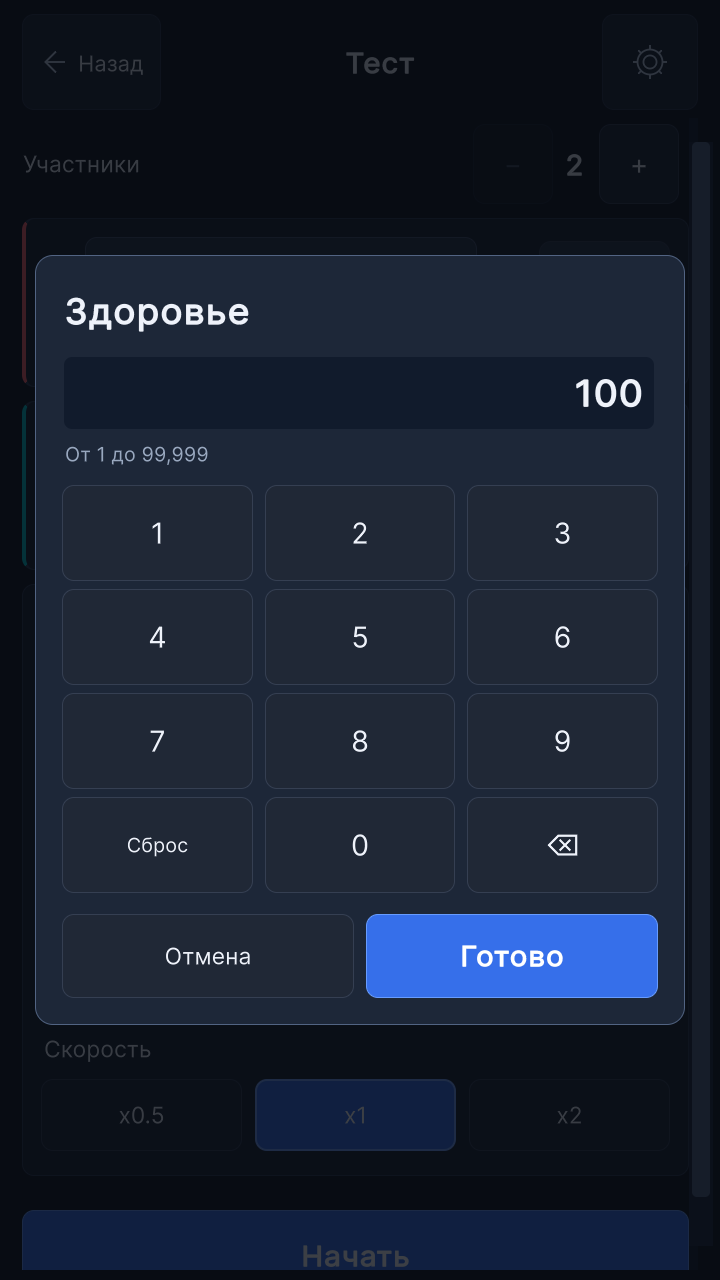 Назад
Тест
Участники
−
2
+
Здоровье
100
От 1 до 99,999
1
2
3
4
5
6
7
8
9
Сброс
0
Отмена
Готово
Скорость
x0.5
x1
x2
Начать